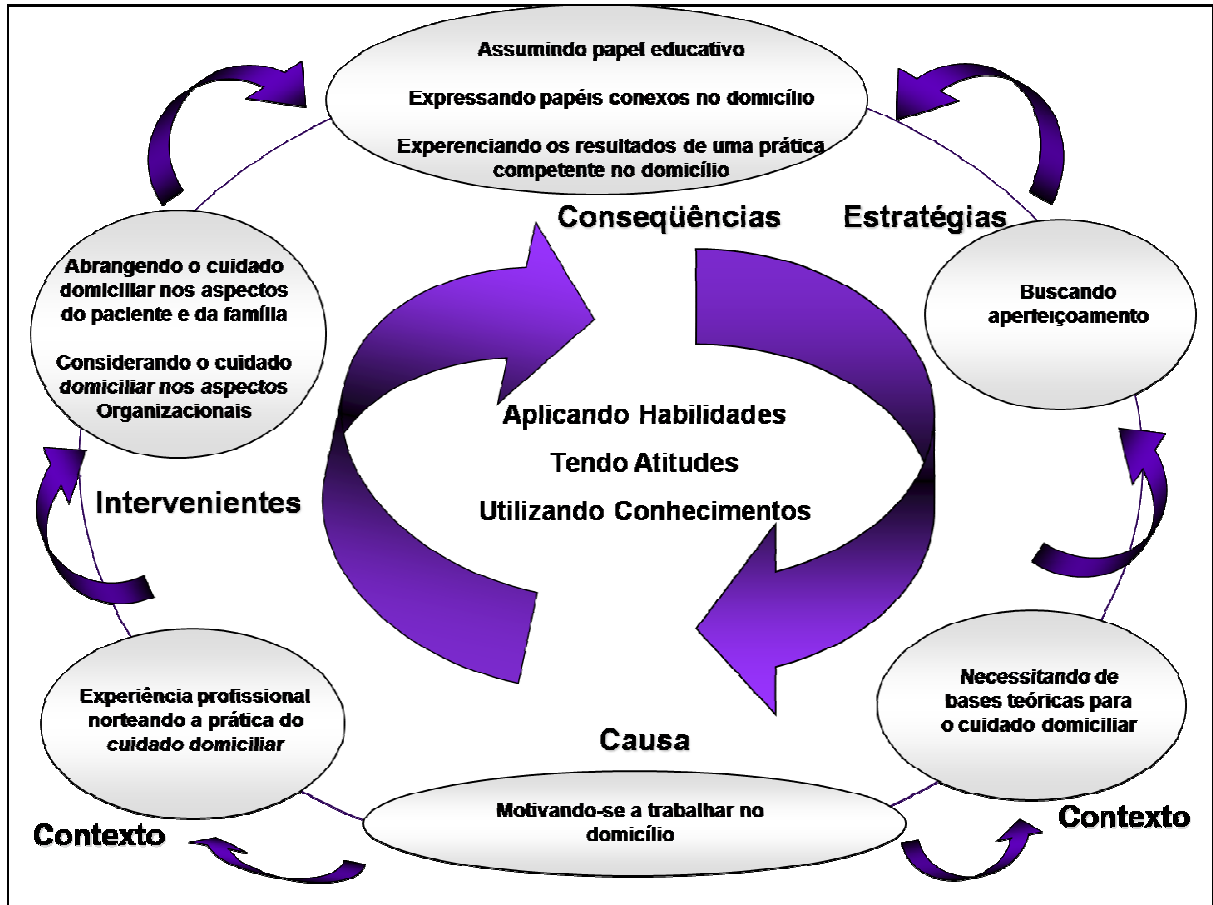 Assumindo papel educativo
Expressando papéis conexos no domicílio
Experenciando os resultados de uma prática
competente no domicílio
Conseqüências
Estratégias
Abrangendo o cuidado
domiciliar nos aspectos
do paciente e da família
Considerando o cuidado
domiciliar nos aspectos
Organizacionais
Buscando
aperfeiçoamento
Aplicando Habilidades
Tendo Atitudes
Utilizando Conhecimentos
Intervenientes
Experiência profissional
norteando a prática do
cuidado domiciliar
Necessitando de
bases teóricas para
o cuidado domiciliar
Causa
Motivando-se a trabalhar no
domicílio
Contexto
Contexto